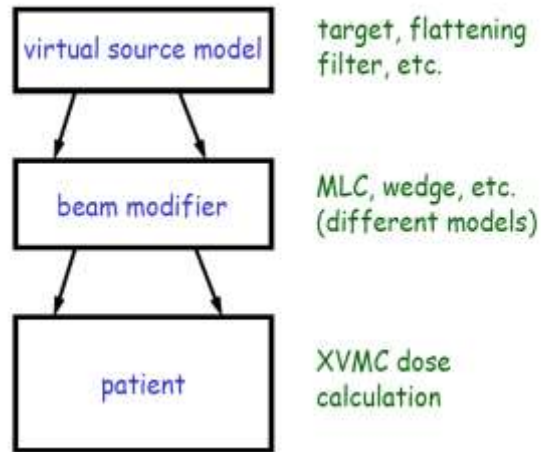 virtual source model
target, flattening
filter, etc.
beam modifier
MLC, wedge, etc.
(different models)
patient
XVMC dose
calculation